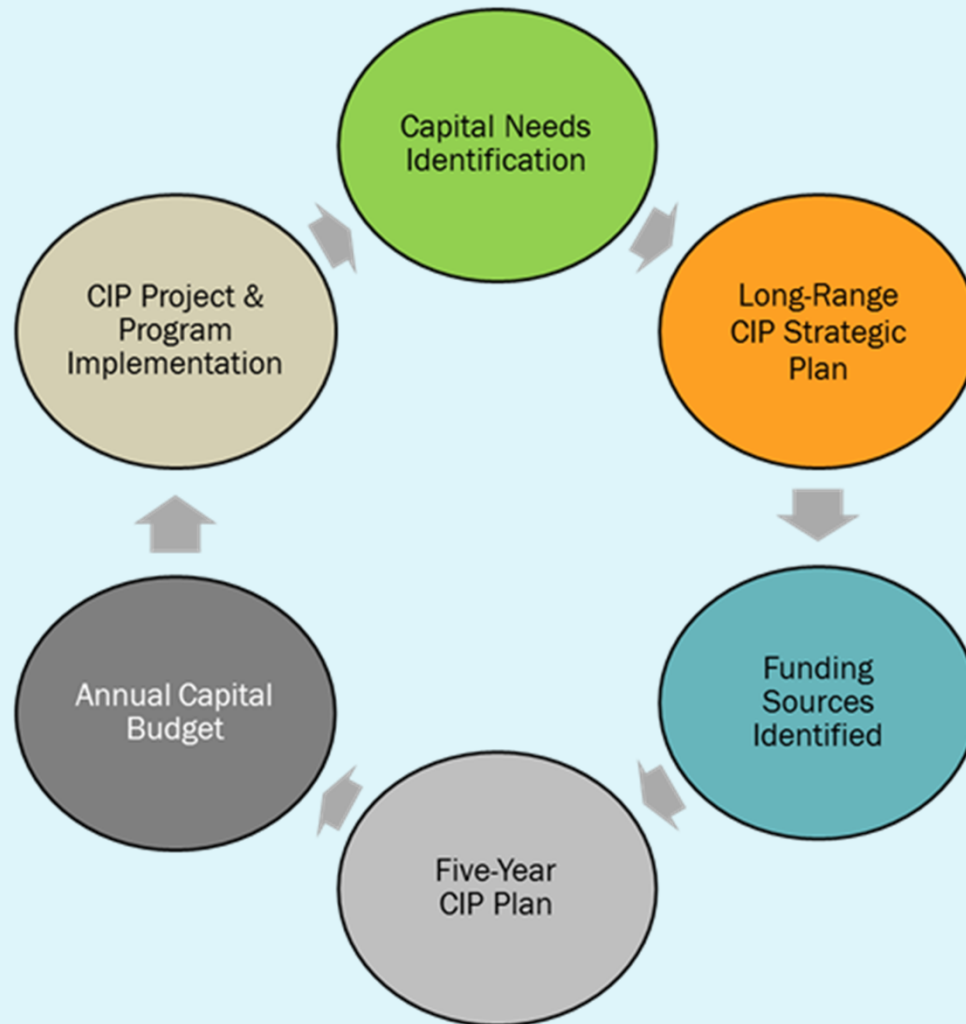 Capital Needs
Identification
Long-Range
CIP Strategic
Plan
Funding
Sources
Identified
Five-Year
CIP Plan
Annual Capital
Budget
CIP Project &
Program
Implementation